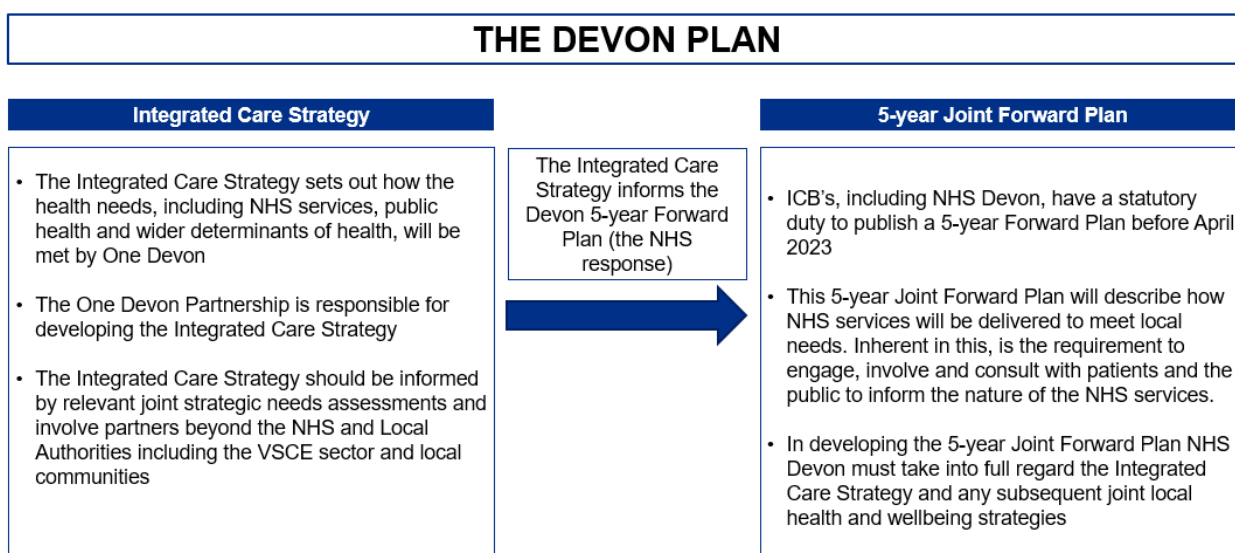 THE DEVON PLAN
Integrated Care Strategy
• The Integrated Care Strategy sets out how the
health needs, including NHS services, public
health and wider determinants of health, will be
met by One Devon
• The One Devon Partnership is responsible for
developing the Integrated Care Strategy
• The Integrated Care Strategy should be informed
by relevant joint strategic needs assessments and
involve partners beyond the NHS and Local
Authorities including the VSCE sector and local
communities
The Integrated Care
Strategy informs the
Devon 5-year Forward
Plan (the NHS
response)
5-year Joint Forward Plan
• ICB's, including NHS Devon, have a statutory
duty to publish a 5-year Forward Plan before April
2023
• This 5-year Joint Forward Plan will describe how
NHS services will be delivered to meet local
needs. Inherent in this, is the requirement to
engage, involve and consult with patients and the
public to inform the nature of the NHS services.
• In developing the 5-year Joint Forward Plan NHS
Devon must take into full regard the Integrated
Care Strategy and any subsequent joint local
health and wellbeing strategies